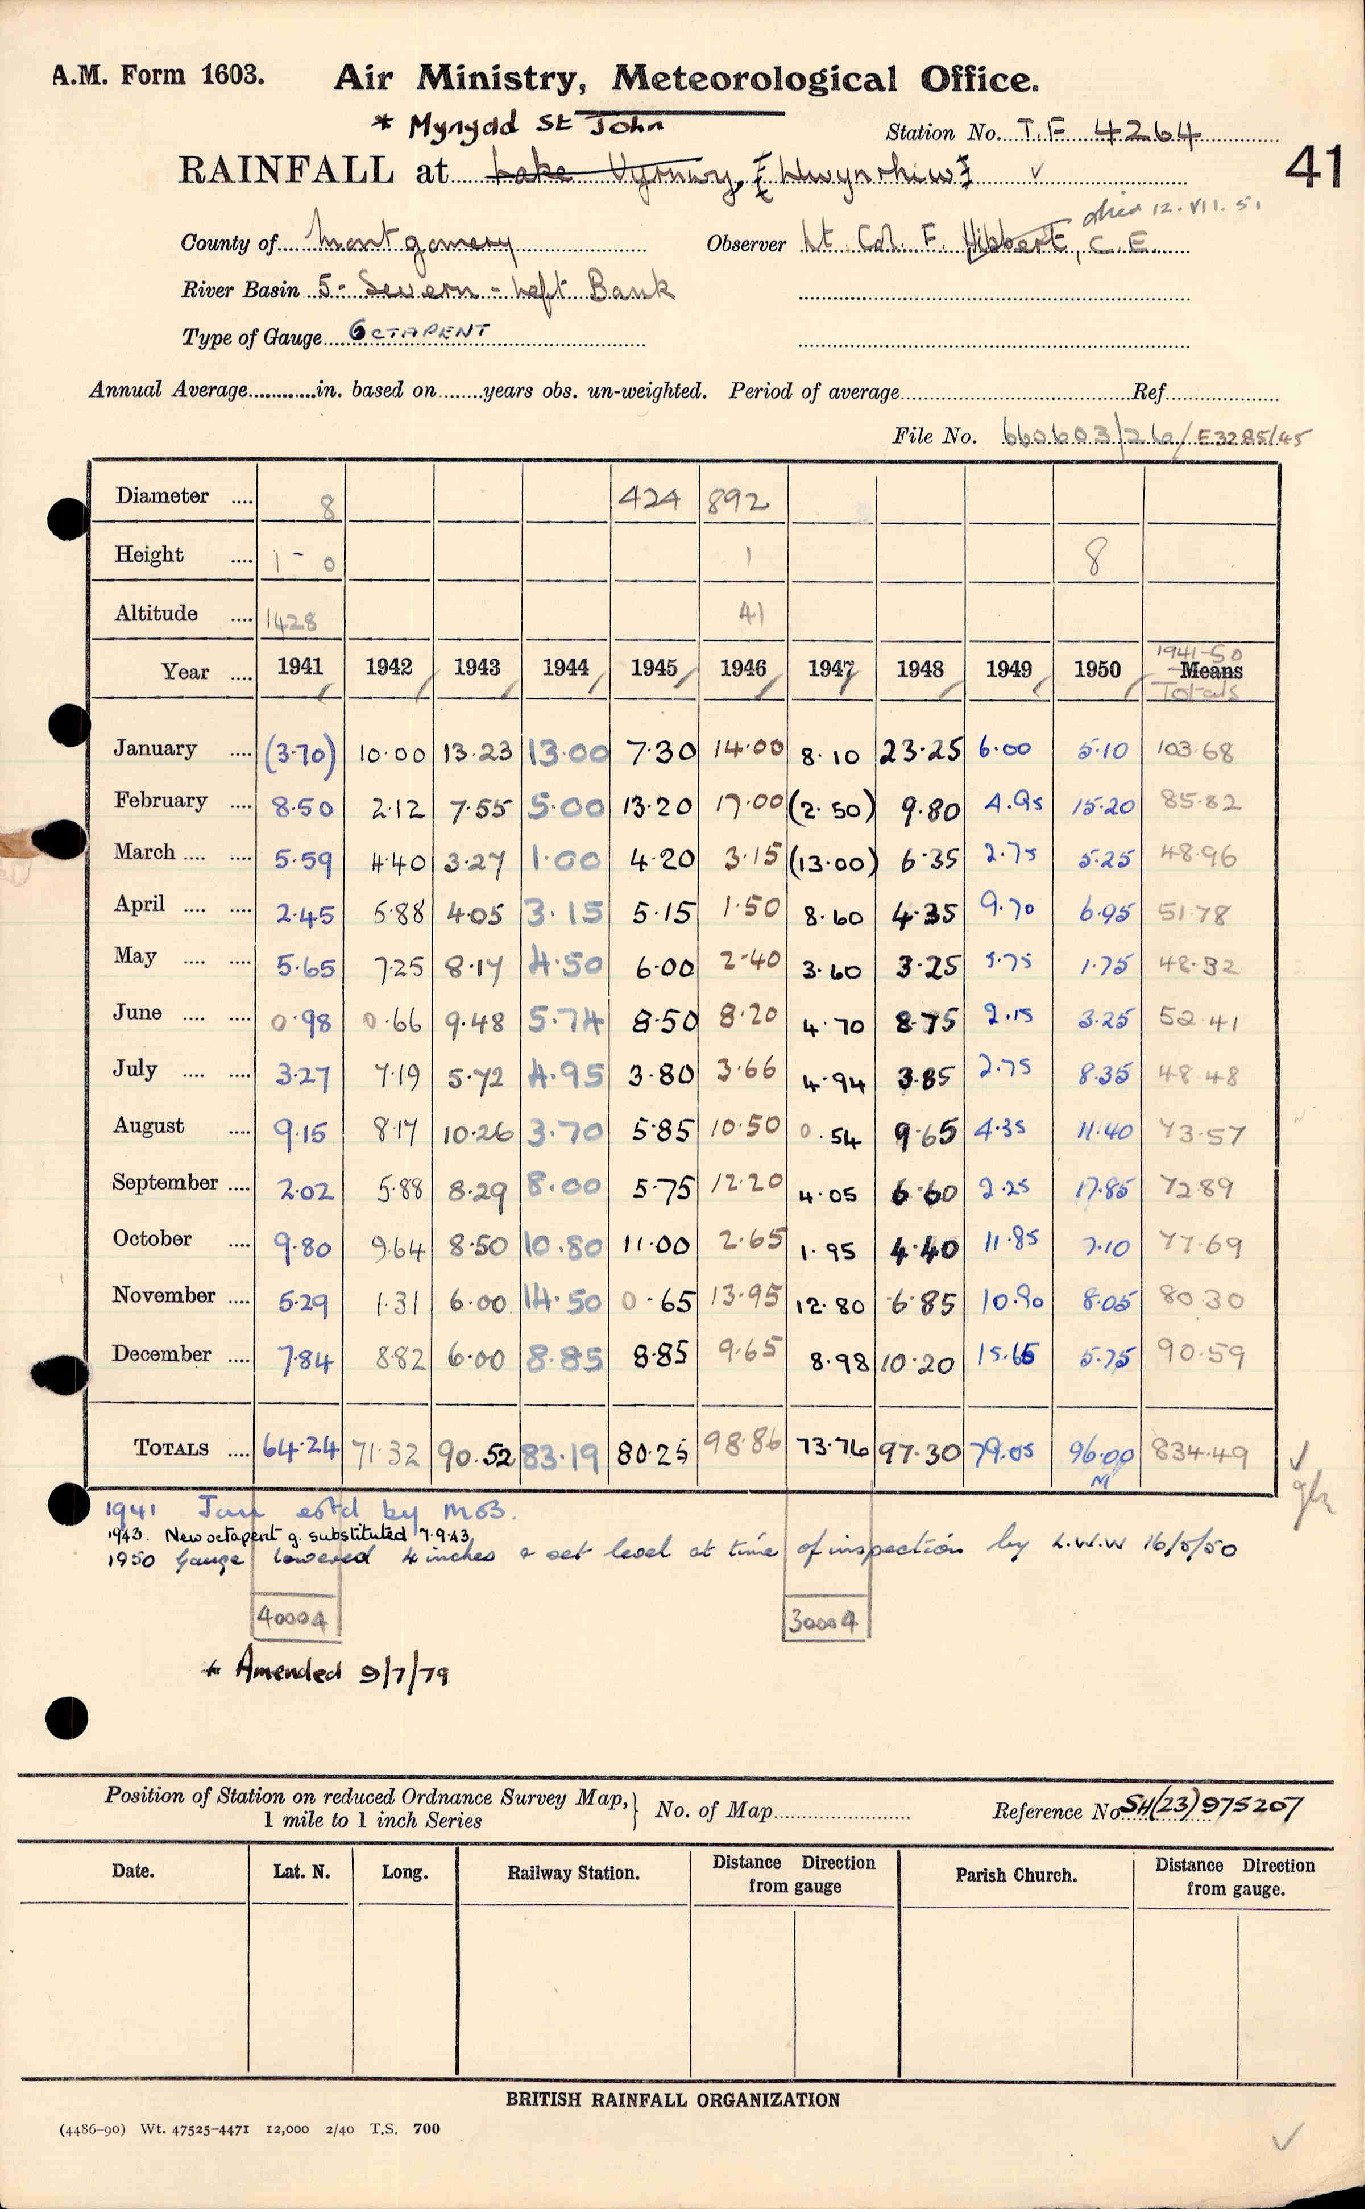 A.M. Form 1603. Air Ministry, Meteorological Office.
* Mynydd St John
Station No. T.F 4264
41
RAINFALL at Lake Vyrnwy, [Llwynrhiw] ✓
died 12.VII.51
County of Montgomery Observer Lt. Col. F. Hibbert, C.E
River Basin 5- Severn - Left Bank
Type of Gauge OCTAPENT
Annual Average............in. based on........years obs. un-weighted. Period of average............Ref............
File No. 660603/26/E3285/45
Diameter .... 8 424 892
Height .... 1 - 0 1 8
Altitude .... 1428 41
Year .... 1941 1942 1943 1944 1945 1946 1947 1948 1949 1950 1941-50 Means Totals
January .... (3.70) 10.00 13.23 13.00 7.30 14.00 8.10 23.25 6.00 5.10 103.68
February .... 8.50 2.12 7.55 5.00 13.20 17.00 (2.50) 9.80 4.95 15.20 85.82
March .... .... 5.59 4.40 3.27 1.00 4.20 3.15 (13.00) 6.35 2.75 5.25 48.96
April .... .... 2.45 5.88 4.05 3.15 5.15 1.50 8.60 4.35 9.70 6.95 51.78
May .... .... 5.65 7.25 8.17 4.50 6.00 2.40 3.60 3.25 5.75 1.75 48.32
June .... .... 0.98 0.66 9.48 5.74 8.50 8.20 4.70 8.75 2.15 3.25 52.41
July .... .... 3.27 7.19 5.72 4.95 3.80 3.66 4.94 3.85 2.75 8.35 48.48
August .... 9.15 8.17 10.26 3.70 5.85 10.50 0.54 9.65 4.35 11.40 73.57
September .... 2.02 5.88 8.29 8.00 5.75 12.20 4.05 6.60 2.25 17.85 72.89
October .... 9.80 9.64 8.50 10.80 11.00 2.65 1.95 4.40 11.85 7.10 77.69
November .... 5.29 1.31 6.00 14.50 0.65 13.95 12.80 6.85 10.90 8.05 80.30
December .... 7.84 8.82 6.00 8.85 8.85 9.65 8.98 10.20 15.65 5.75 90.59
TOTALS .... 64.24 71.32 90.52 83.19 80.25 98.86 73.76 97.30 79.05 96.00 834.49 ✓
1941 Jan est'd by MOB.
1943. New octapent g. substituted 7.9.43.
1950 Gauge lowered 4 inches & set level at time of inspection by L.W.W 16/5/50
40004 30004
* Amended 9/7/79
Position of Station on reduced Ordnance Survey Map, 1 mile to 1 inch Series } No. of Map............ Reference No SH(23)975207
Date. Lat. N. Long. Railway Station. Distance Direction from gauge Parish Church. Distance Direction from gauge.
BRITISH RAINFALL ORGANIZATION
(4486-90) Wt. 47525-4471 12,000 2/40 T.S. 700
✓